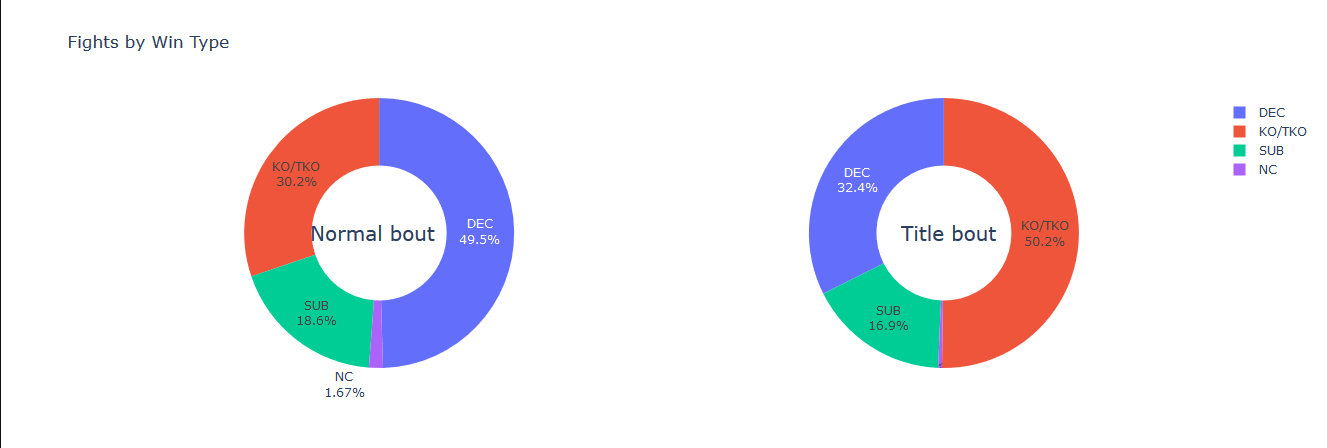 Fights by Win Type
KO/TKO
30.2%
DEC
49.5%
Normal bout
SUB
18.6%
NC
1.67%
DEC
32.4%
KO/TKO
50.2%
Title bout
SUB
16.9%
DEC
KO/TKO
SUB
NC